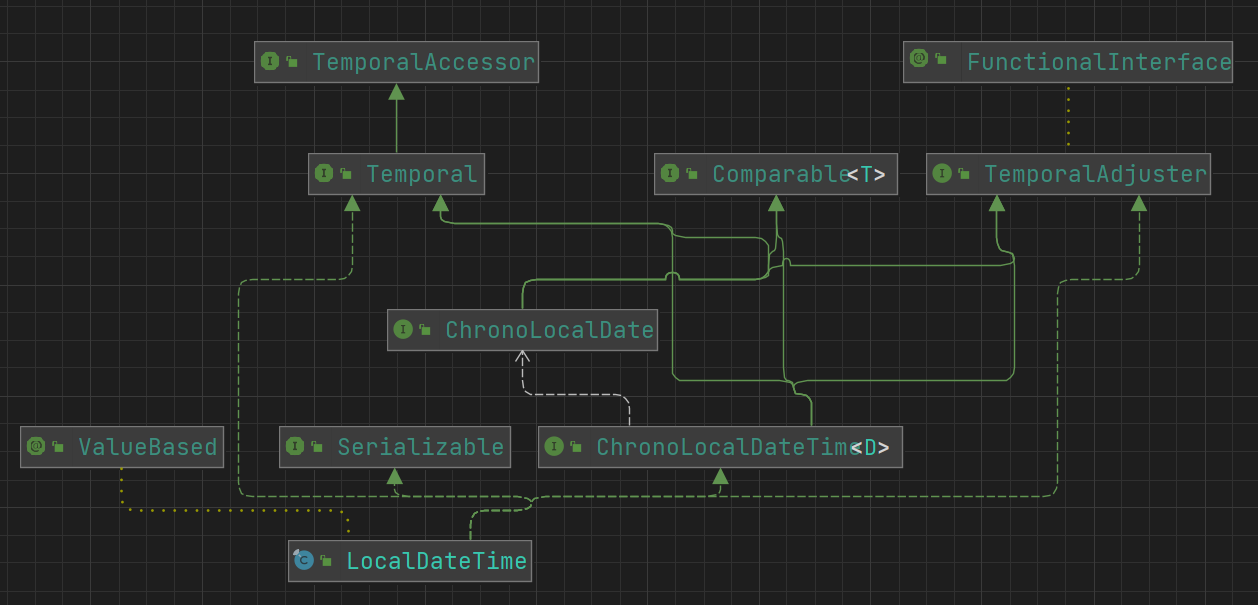 TemporalAccessor
FunctionalInterface
Temporal
Comparable<T>
TemporalAdjuster
ChronoLocalDate
ValueBased
Serializable
ChronoLocalDateTime<D>
LocalDateTime